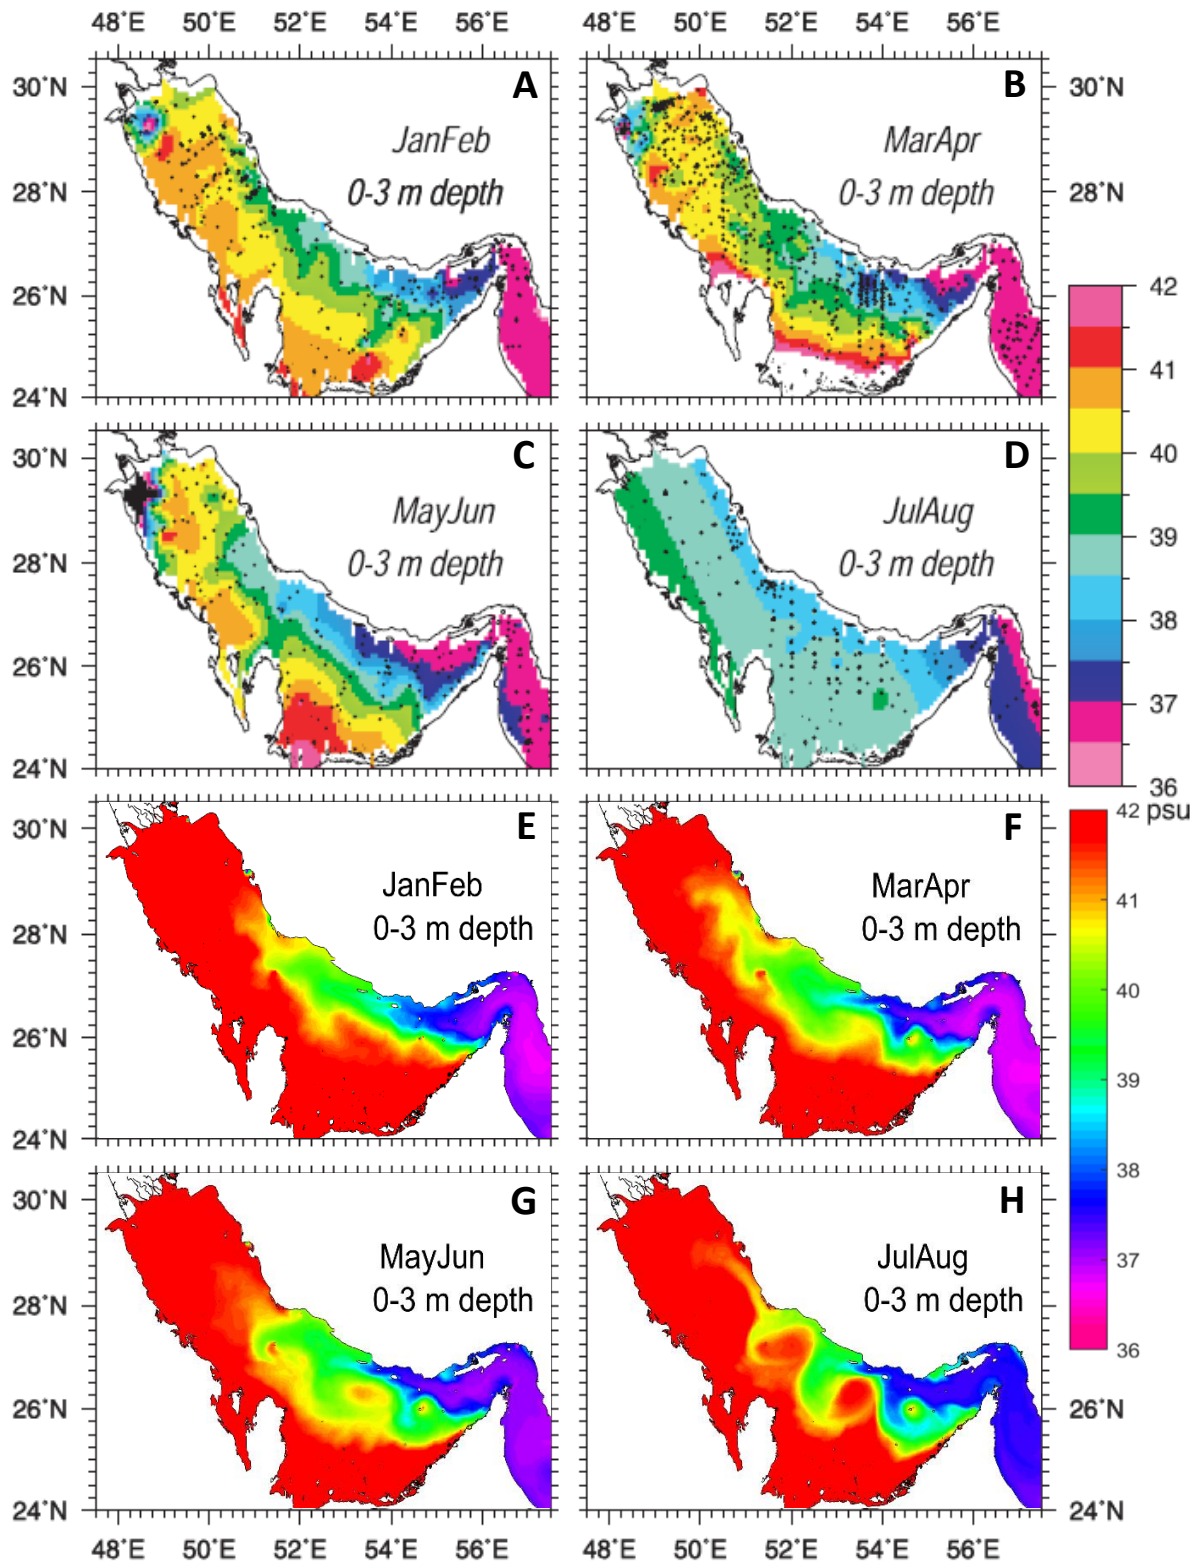 48°E 50°E 52°E 54°E 56°E 48°E 50°E 52°E 54°E 56°E
30°N A B 30°N
JanFeb MarApr
0-3 m depth 0-3 m depth
28°N 28°N
26°N 42
24°N 41
30°N C D 40
MayJun JulAug
0-3 m depth 0-3 m depth
28°N 39
26°N 38
37
24°N 36
30°N E F 42 psu
JanFeb MarApr 41
0-3 m depth 0-3 m depth
28°N 40
26°N 39
24°N 38
30°N G H
MayJun JulAug 37
0-3 m depth 0-3 m depth
28°N 36
26°N 26°N
24°N 24°N
48°E 50°E 52°E 54°E 56°E 48°E 50°E 52°E 54°E 56°E